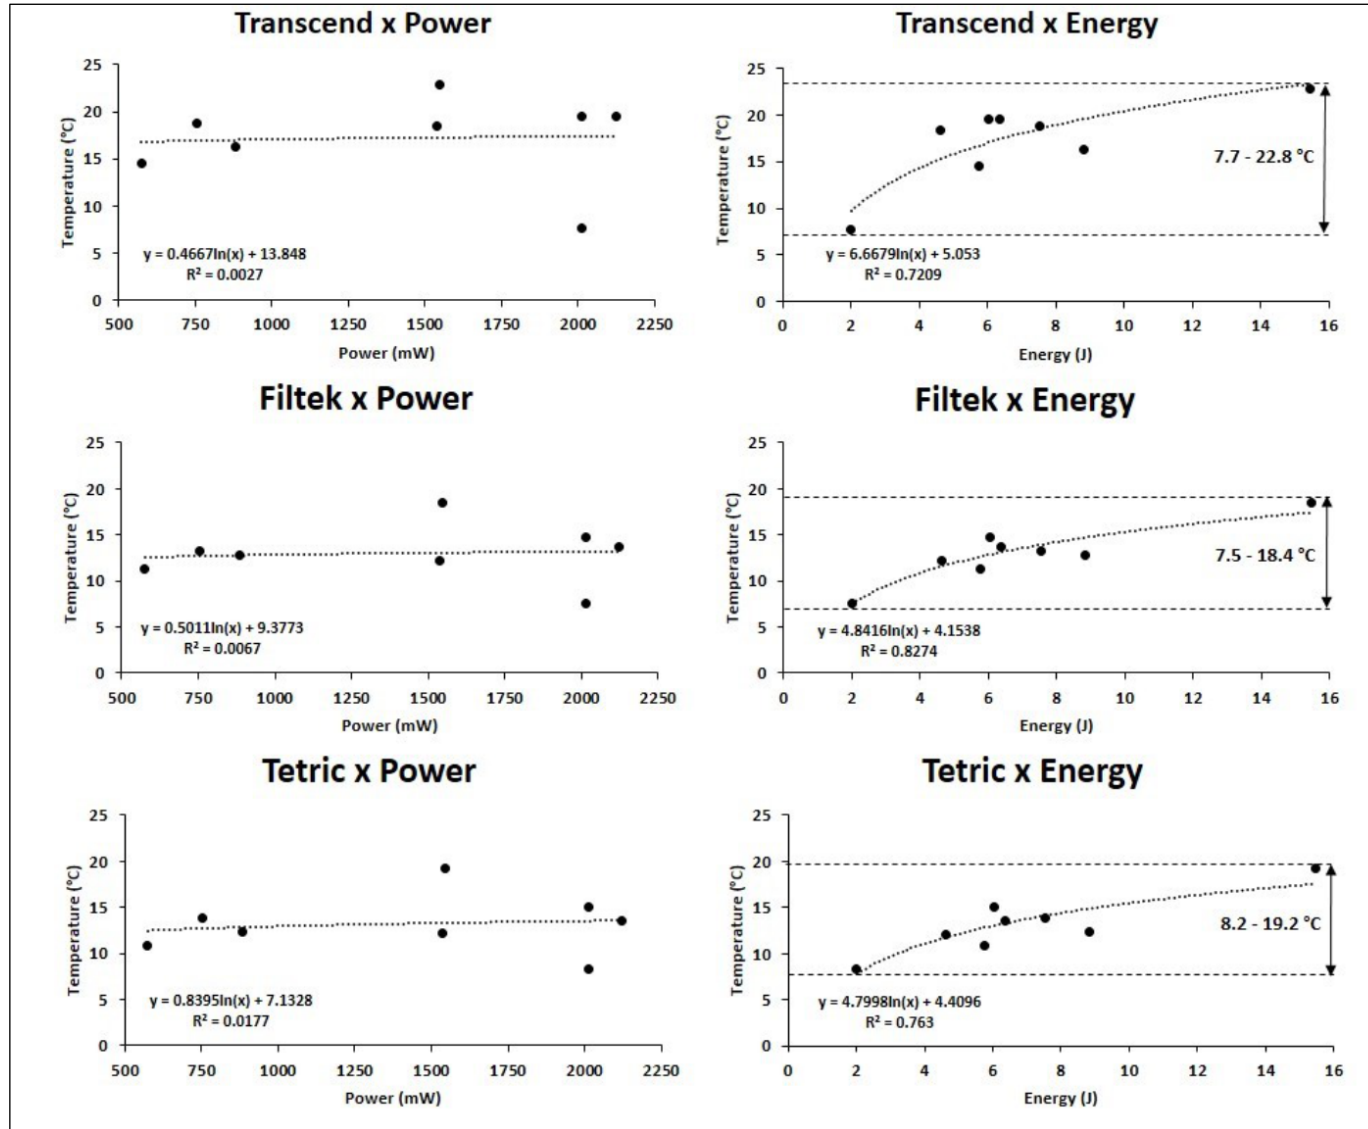 Transcend x Power
25
20
15
10
5
0
Temperature (°C)
y = 0.4667ln(x) + 13.848
R² = 0.0027
500 750 1000 1250 1500 1750 2000 2250
Power (mW)
Transcend x Energy
25
20
15
10
5
0
Temperature (°C)
7.7 - 22.8 °C
y = 6.6679ln(x) + 5.053
R² = 0.7209
0 2 4 6 8 10 12 14 16
Energy (J)
Filtek x Power
25
20
15
10
5
0
Temperature (°C)
y = 0.5011ln(x) + 9.3773
R² = 0.0067
500 750 1000 1250 1500 1750 2000 2250
Power (mW)
Filtek x Energy
25
20
15
10
5
0
Temperature (°C)
7.5 - 18.4 °C
y = 4.8416ln(x) + 4.1538
R² = 0.8274
0 2 4 6 8 10 12 14 16
Energy (J)
Tetric x Power
25
20
15
10
5
0
Temperature (°C)
y = 0.8395ln(x) + 7.1328
R² = 0.0177
500 750 1000 1250 1500 1750 2000 2250
Power (mW)
Tetric x Energy
25
20
15
10
5
0
Temperature (°C)
8.2 - 19.2 °C
y = 4.7998ln(x) + 4.4096
R² = 0.763
0 2 4 6 8 10 12 14 16
Energy (J)